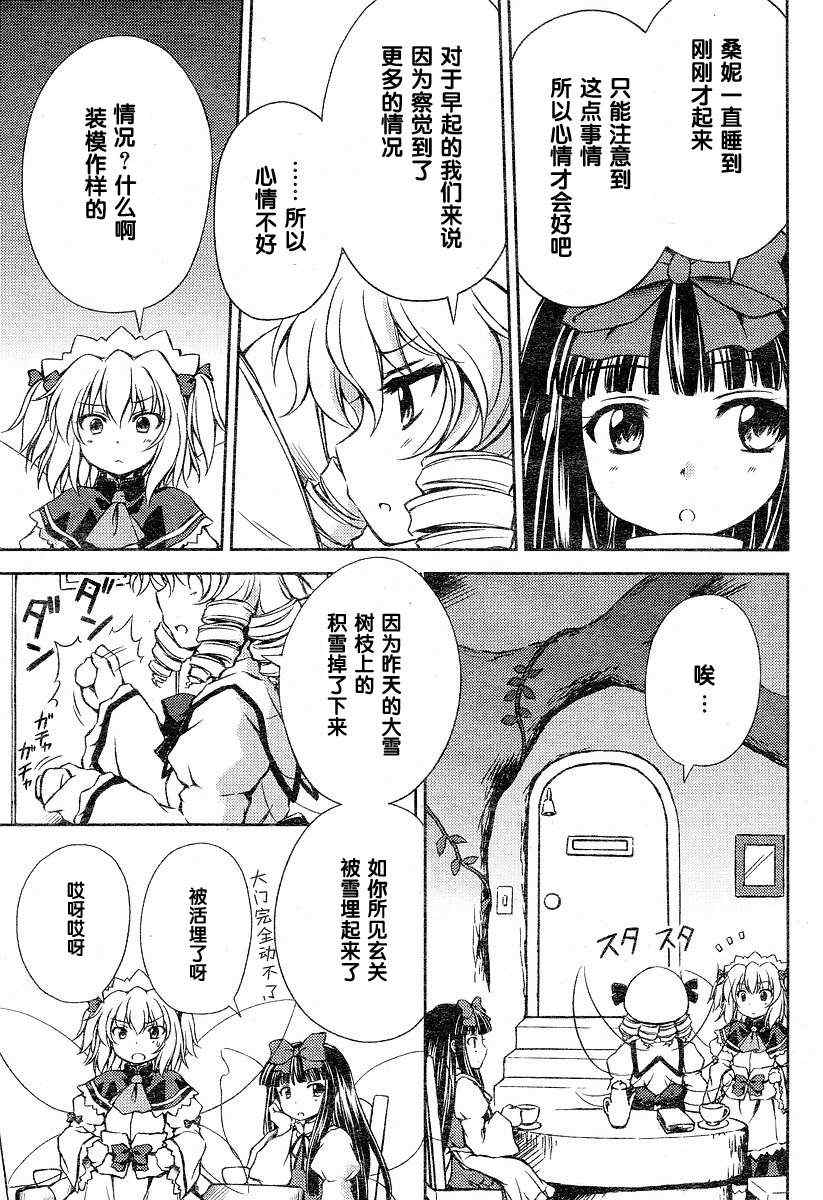 桑妮一直睡到
刚刚才起来
只能注意到
这点事情
所以心情才会好吧
对于早起的我们来说
因为察觉到了
更多的情况
……所以
心情不好
情况？什么啊
装模作样的
唉…
スタ
スタ
因为昨天的大雪
树枝上的
积雪掉了下来
ダン
ダン
ガチャ
ガチャ
如你所见玄关
被雪埋起来了
大门完全动不了
被活埋了呀
哎呀哎呀